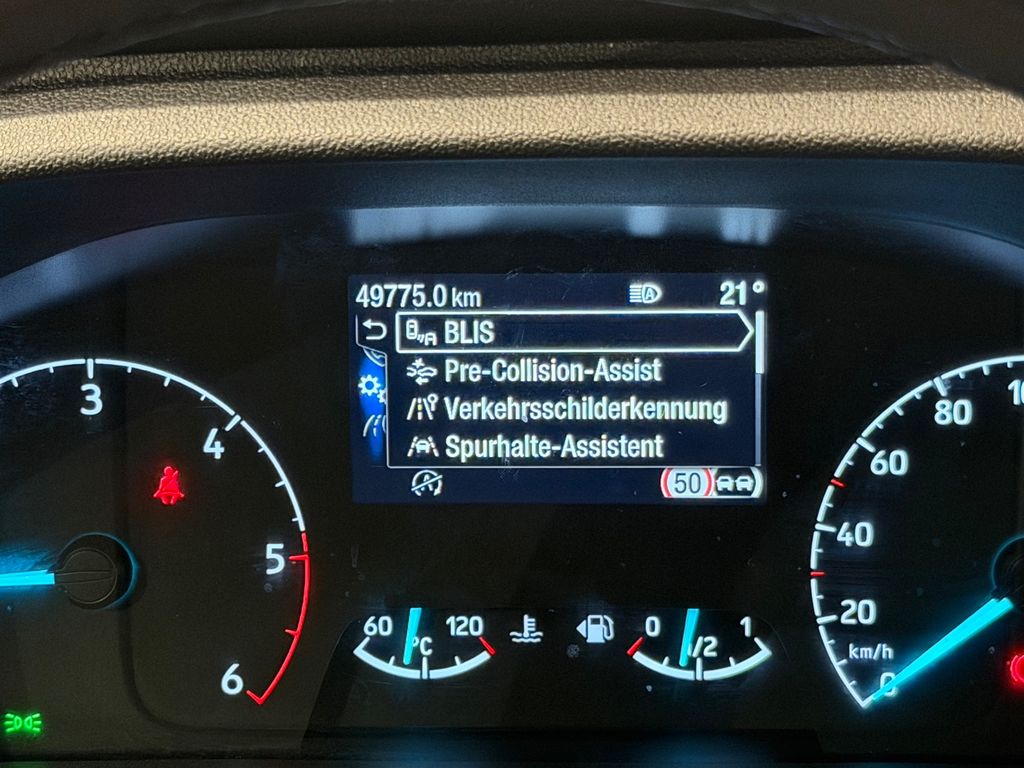 49775.0 km A 21°
BLIS
Pre-Collision-Assist
Verkehrsschilderkennung
Spurhalte-Assistent
A 50
3
4
5
6
60 °C 120
0 1/2 1
80
60
40
20
km/h
0